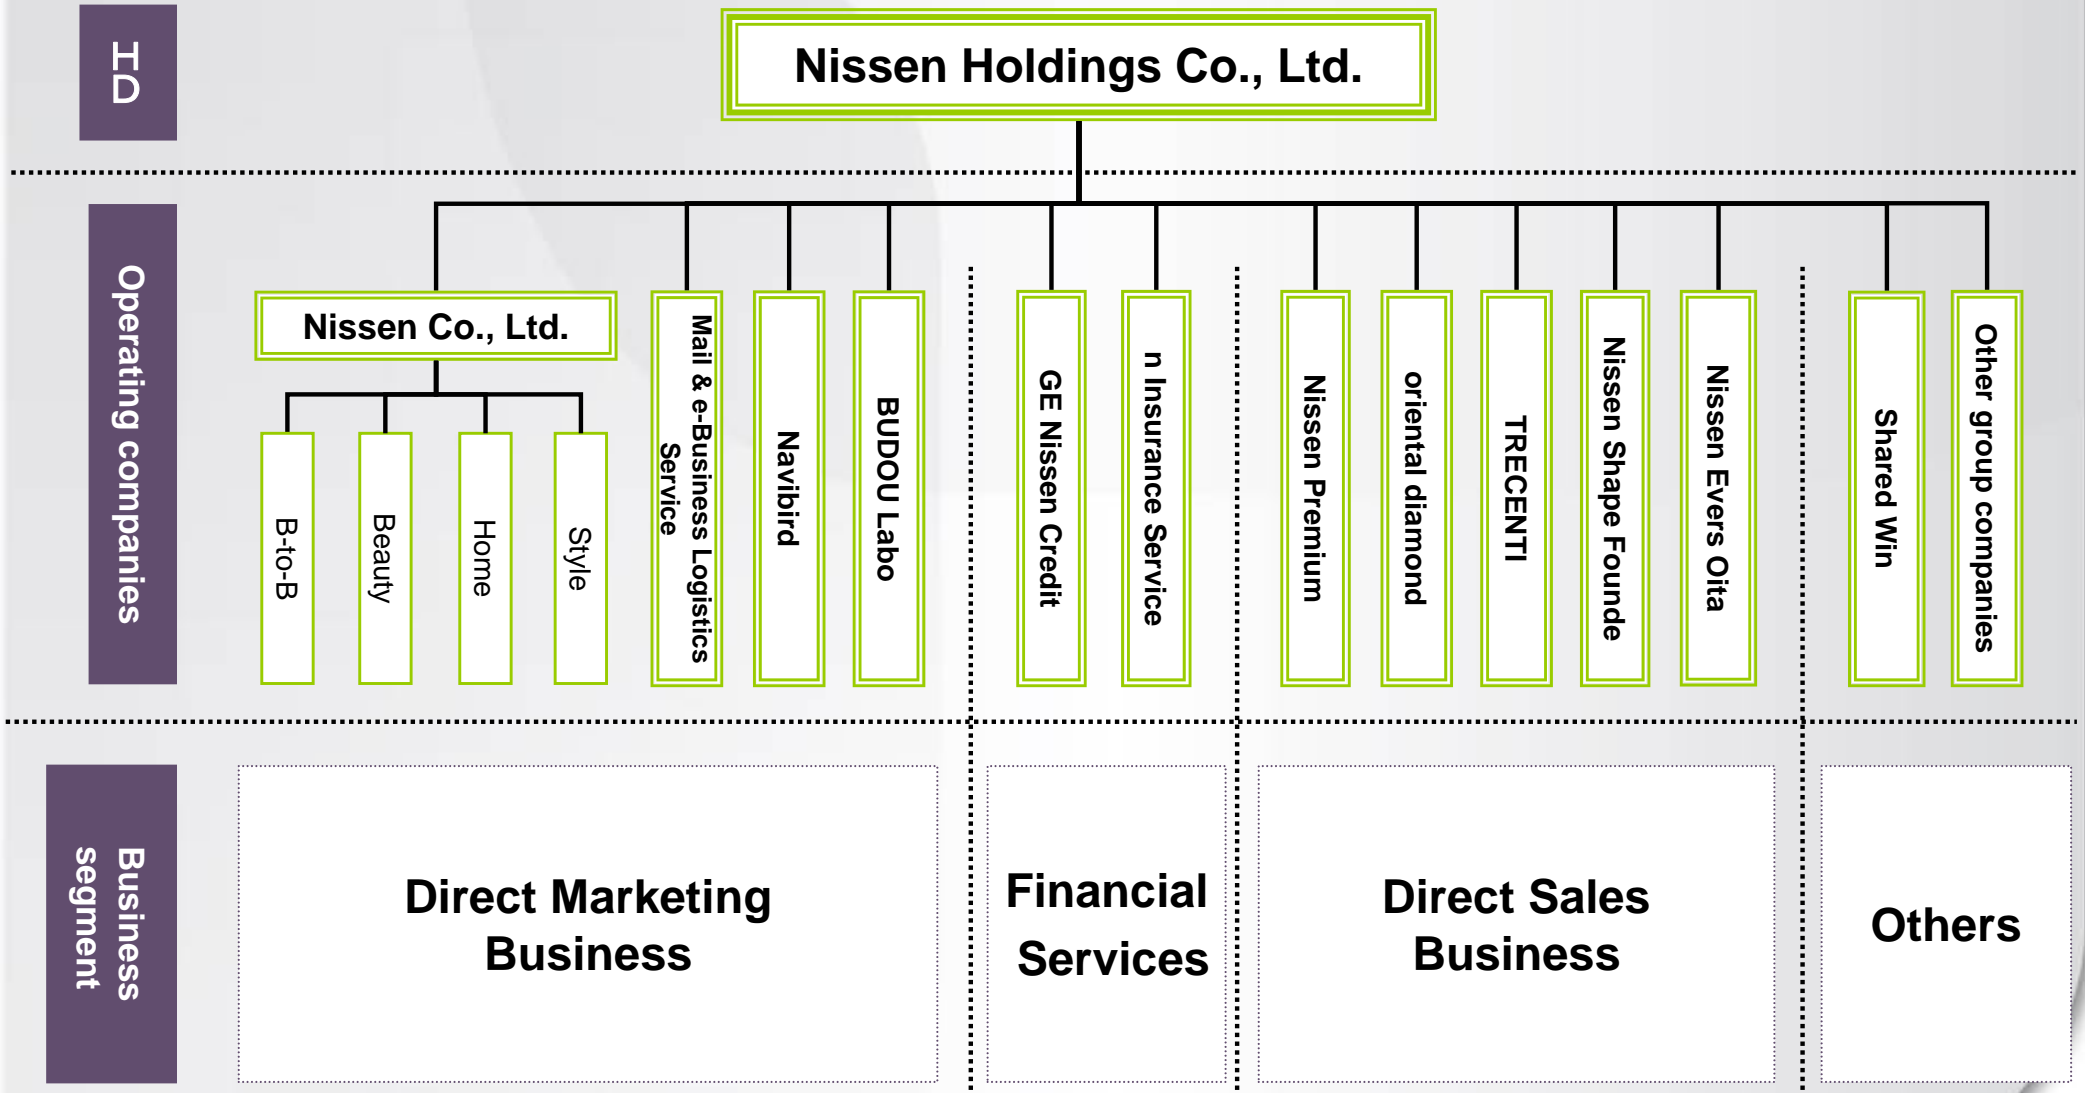 HD
Nissen Holdings Co., Ltd.
Operating companies
Nissen Co., Ltd.
B-to-B
Beauty
Home
Style
Mail & e-Business Logistics
Service
Navibird
BUDOU Labo
GE Nissen Credit
n Insurance Service
Nissen Premium
oriental diamond
TRECENTI
Nissen Shape Founde
Nissen Evers Oita
Shared Win
Other group companies
Business
segment
Direct Marketing
Business
Financial
Services
Direct Sales
Business
Others